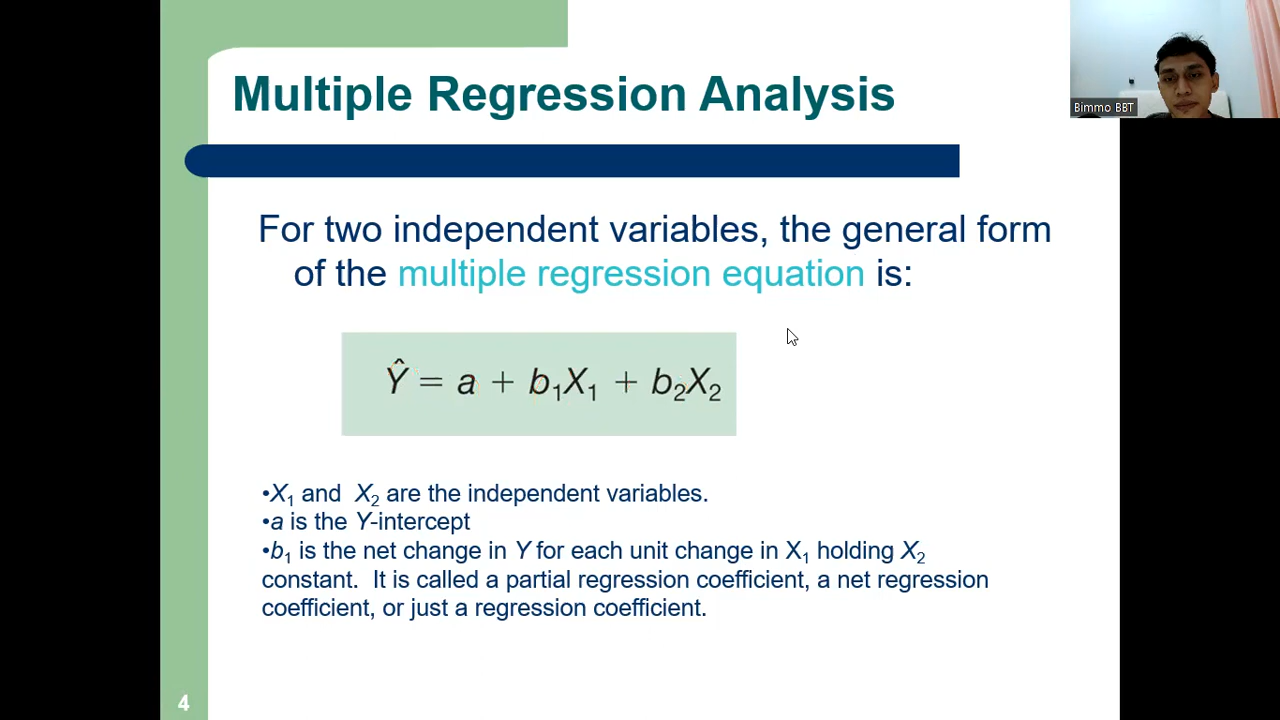 Multiple Regression Analysis
Bimmo BBT
For two independent variables, the general form
of the multiple regression equation is:
Ŷ = a + b₁X₁ + b₂X₂
•X₁ and X₂ are the independent variables.
•a is the Y-intercept
•b₁ is the net change in Y for each unit change in X₁ holding X₂
constant. It is called a partial regression coefficient, a net regression
coefficient, or just a regression coefficient.
4